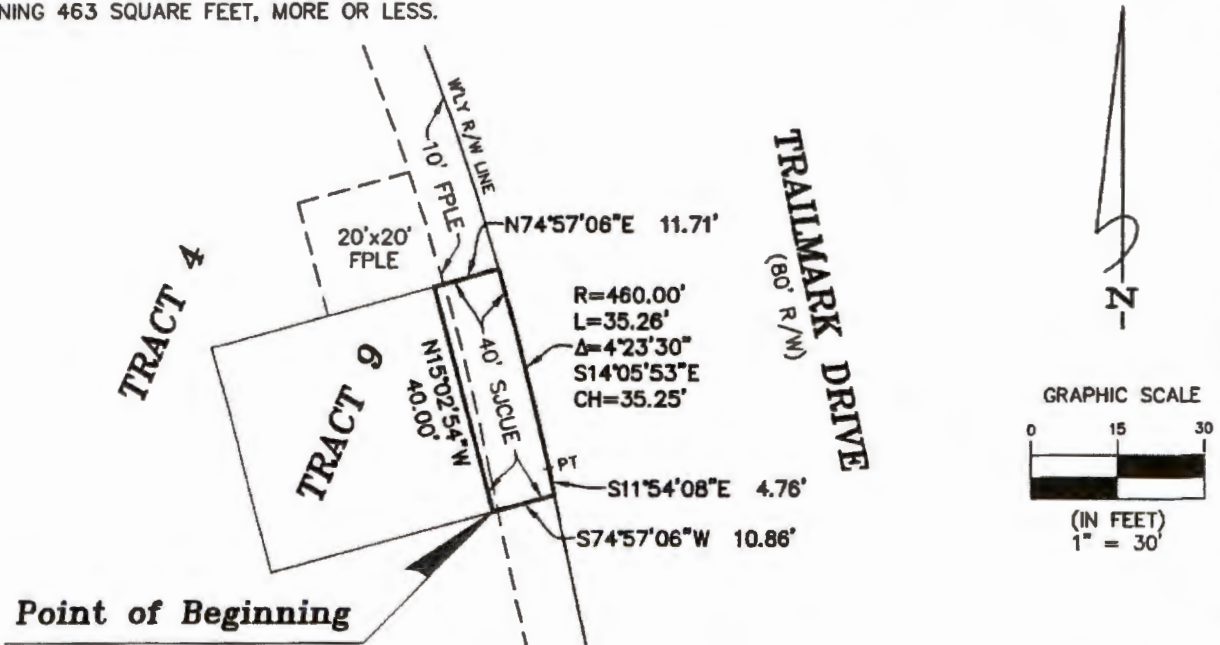 NING 463 SQUARE FEET, MORE OR LESS.
W'LY R/W LINE
10' FPLE
N74°57'06"E 11.71'
20'x20'
FPLE
TRACT 4
TRAILMARK DRIVE
(80' R/W)
R=460.00'
L=35.26'
Δ=4°23'30"
S14°05'53"E
CH=35.25'
40' SJCUE
N15°02'54"W
40.00'
TRACT 9
PT
S11°54'08"E 4.76'
S74°57'06"W 10.86'
Point of Beginning
N
GRAPHIC SCALE
0 15 30
(IN FEET)
1" = 30'